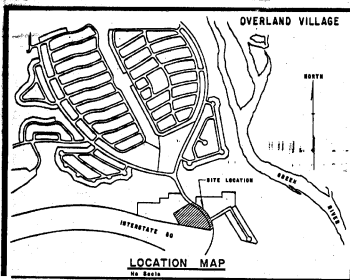 OVERLAND VILLAGE
NORTH
SITE LOCATION
GREEN
RIVER
INTERSTATE 80
LOCATION MAP
No Scale